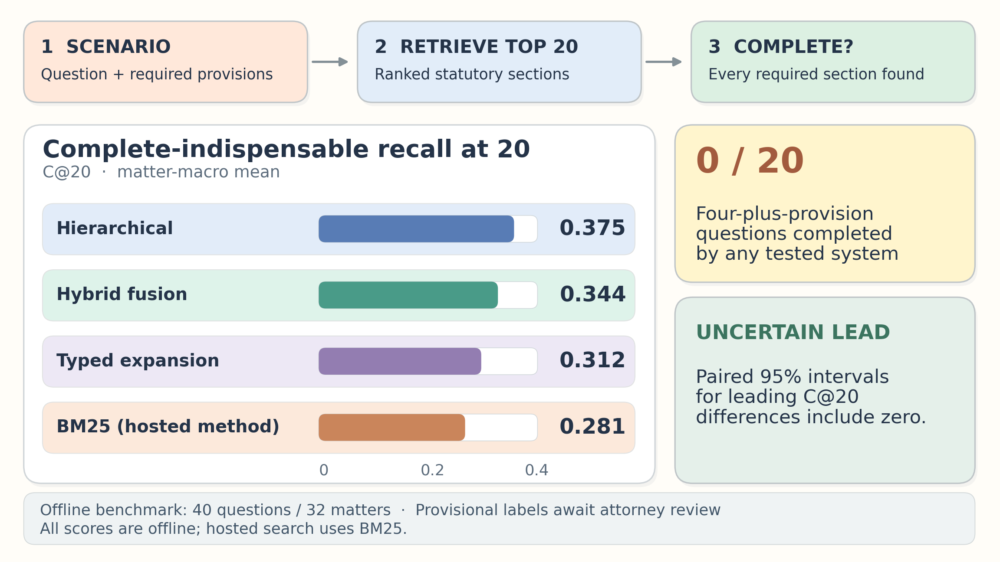 1 SCENARIO
Question + required provisions
2 RETRIEVE TOP 20
Ranked statutory sections
3 COMPLETE?
Every required section found
Complete-indispensable recall at 20
C@20 · matter-macro mean
Hierarchical 0.375
Hybrid fusion 0.344
Typed expansion 0.312
BM25 (hosted method) 0.281
0 0.2 0.4
0 / 20
Four-plus-provision
questions completed
by any tested system
UNCERTAIN LEAD
Paired 95% intervals
for leading C@20
differences include zero.
Offline benchmark: 40 questions / 32 matters · Provisional labels await attorney review
All scores are offline; hosted search uses BM25.